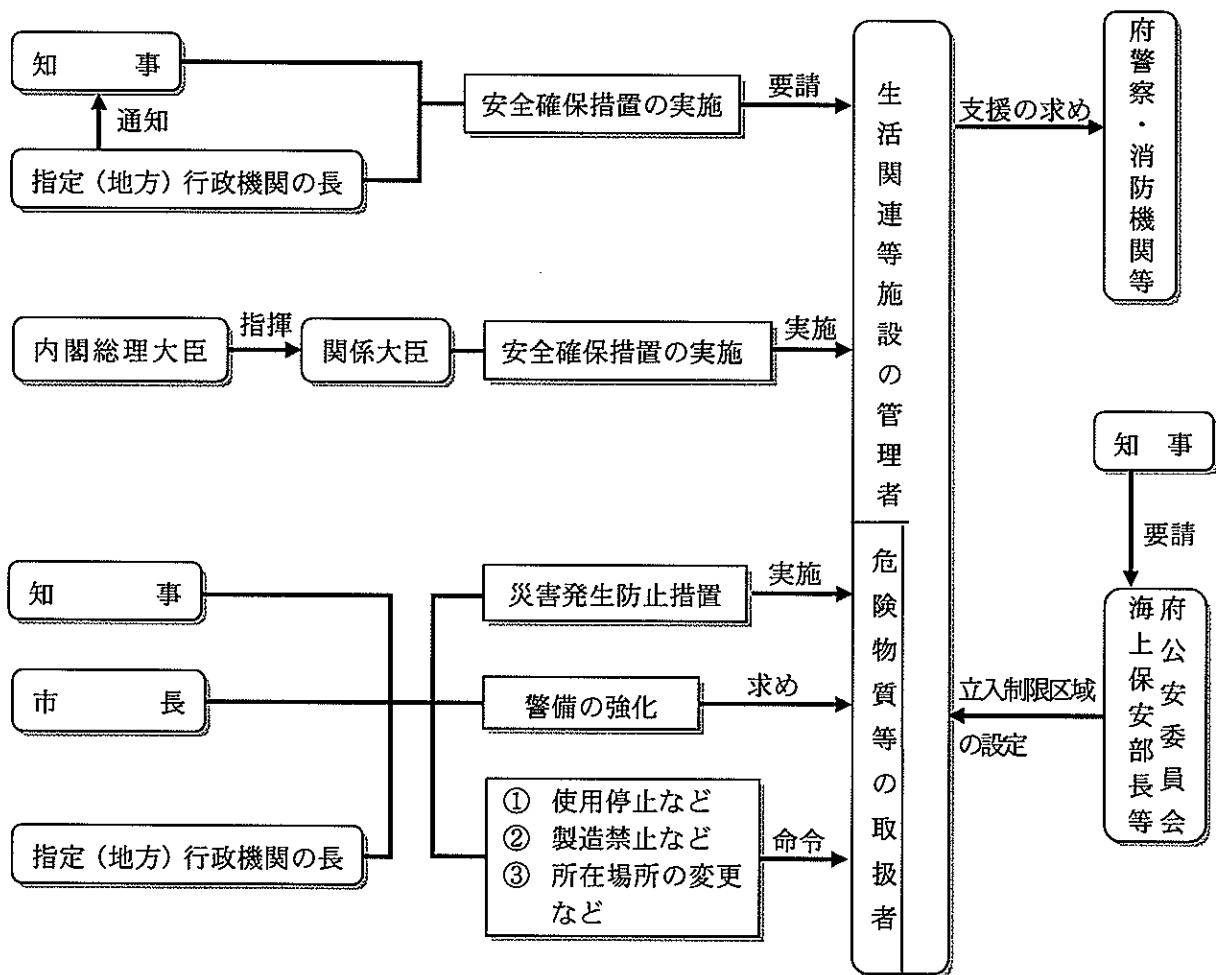 知　事
通知
指定（地方）行政機関の長
安全確保措置の実施
要請
内閣総理大臣
指揮
関係大臣
安全確保措置の実施
実施
知　事
市　長
指定（地方）行政機関の長
災害発生防止措置
実施
警備の強化
求め
① 使用停止など
② 製造禁止など
③ 所在場所の変更
など
命令
生活関連等施設の管理者
危険物質等の取扱者
支援の求め
府警察・消防機関等
知　事
要請
府公安委員会
海上保安部長等
立入制限区域
の設定